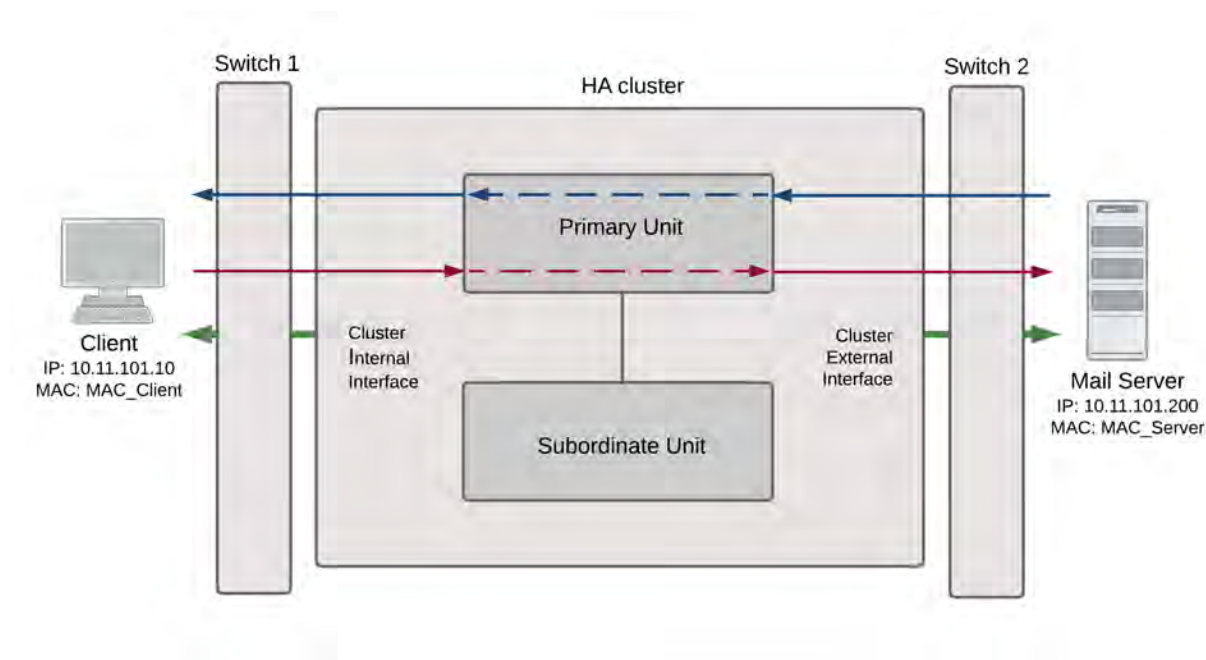 Switch 1
HA cluster
Switch 2
Primary Unit
Client
IP: 10.11.101.10
MAC: MAC_Client
Cluster
Internal
Interface
Cluster
External
Interface
Mail Server
IP: 10.11.101.200
MAC: MAC_Server
Subordinate Unit